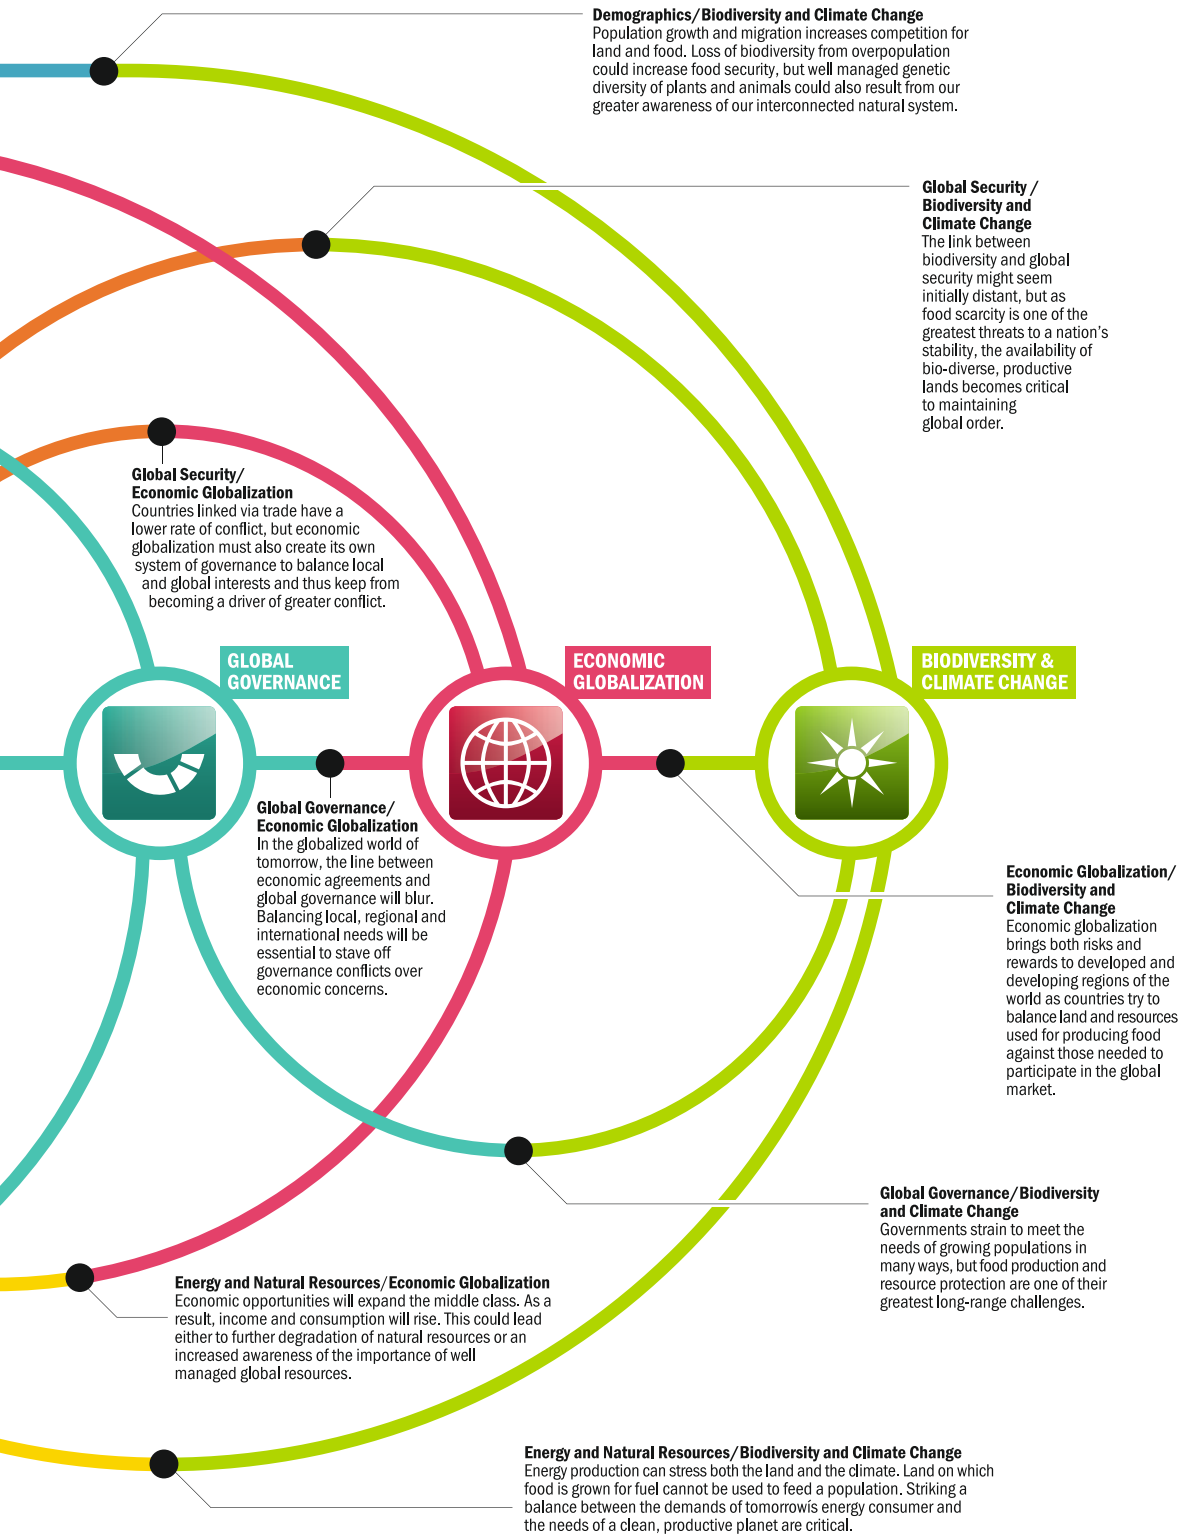 Demographics/Biodiversity and Climate Change
Population growth and migration increases competition for
land and food. Loss of biodiversity from overpopulation
could increase food security, but well managed genetic
diversity of plants and animals could also result from our
greater awareness of our interconnected natural system.
Global Security /
Biodiversity and
Climate Change
The link between
biodiversity and global
security might seem
initially distant, but as
food scarcity is one of the
greatest threats to a nation's
stability, the availability of
bio-diverse, productive
lands becomes critical
to maintaining
global order.
Global Security/
Economic Globalization
Countries linked via trade have a
lower rate of conflict, but economic
globalization must also create its own
system of governance to balance local
and global interests and thus keep from
becoming a driver of greater conflict.
GLOBAL
GOVERNANCE
ECONOMIC
GLOBALIZATION
BIODIVERSITY &
CLIMATE CHANGE
Global Governance/
Economic Globalization
In the globalized world of
tomorrow, the line between
economic agreements and
global governance will blur.
Balancing local, regional and
international needs will be
essential to stave off
governance conflicts over
economic concerns.
Economic Globalization/
Biodiversity and
Climate Change
Economic globalization
brings both risks and
rewards to developed and
developing regions of the
world as countries try to
balance land and resources
used for producing food
against those needed to
participate in the global
market.
Global Governance/Biodiversity
and Climate Change
Governments strain to meet the
needs of growing populations in
many ways, but food production and
resource protection are one of their
greatest long-range challenges.
Energy and Natural Resources/Economic Globalization
Economic opportunities will expand the middle class. As a
result, income and consumption will rise. This could lead
either to further degradation of natural resources or an
increased awareness of the importance of well
managed global resources.
Energy and Natural Resources/Biodiversity and Climate Change
Energy production can stress both the land and the climate. Land on which
food is grown for fuel cannot be used to feed a population. Striking a
balance between the demands of tomorrowís energy consumer and
the needs of a clean, productive planet are critical.